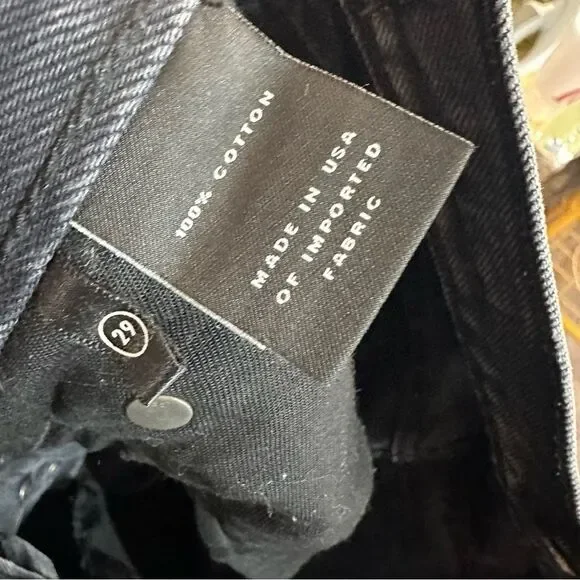 100% COTTON
MADE IN USA
OF IMPORTED
FABRIC
29